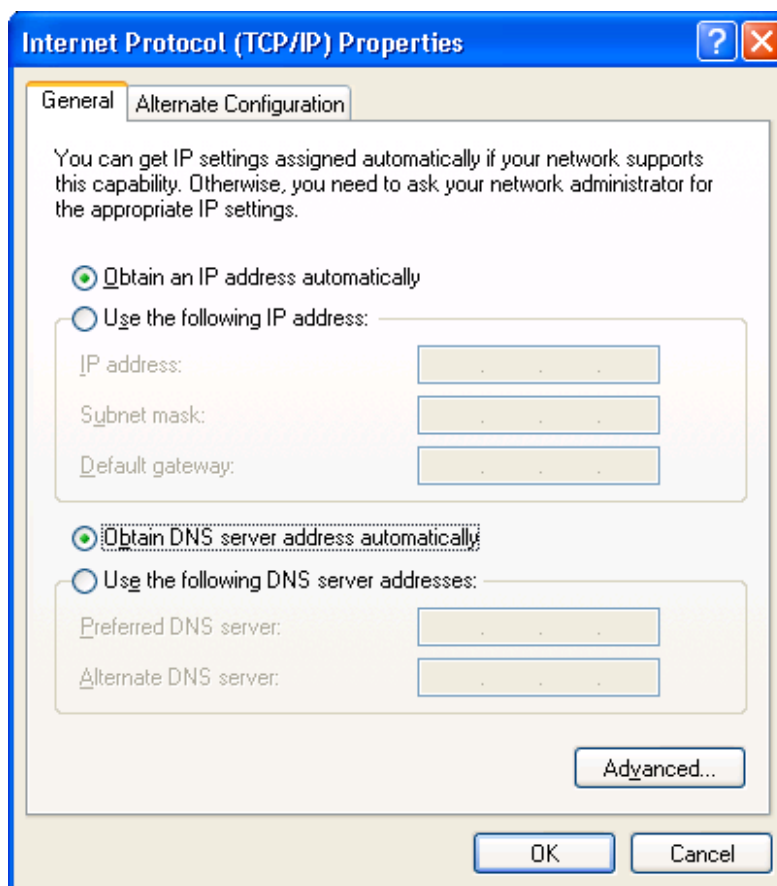 Internet Protocol (TCP/IP) Properties
General
Alternate Configuration
You can get IP settings assigned automatically if your network supports
this capability. Otherwise, you need to ask your network administrator for
the appropriate IP settings.
Obtain an IP address automatically
Use the following IP address:
IP address:
Subnet mask:
Default gateway:
Obtain DNS server address automatically
Use the following DNS server addresses:
Preferred DNS server:
Alternate DNS server:
Advanced...
OK
Cancel